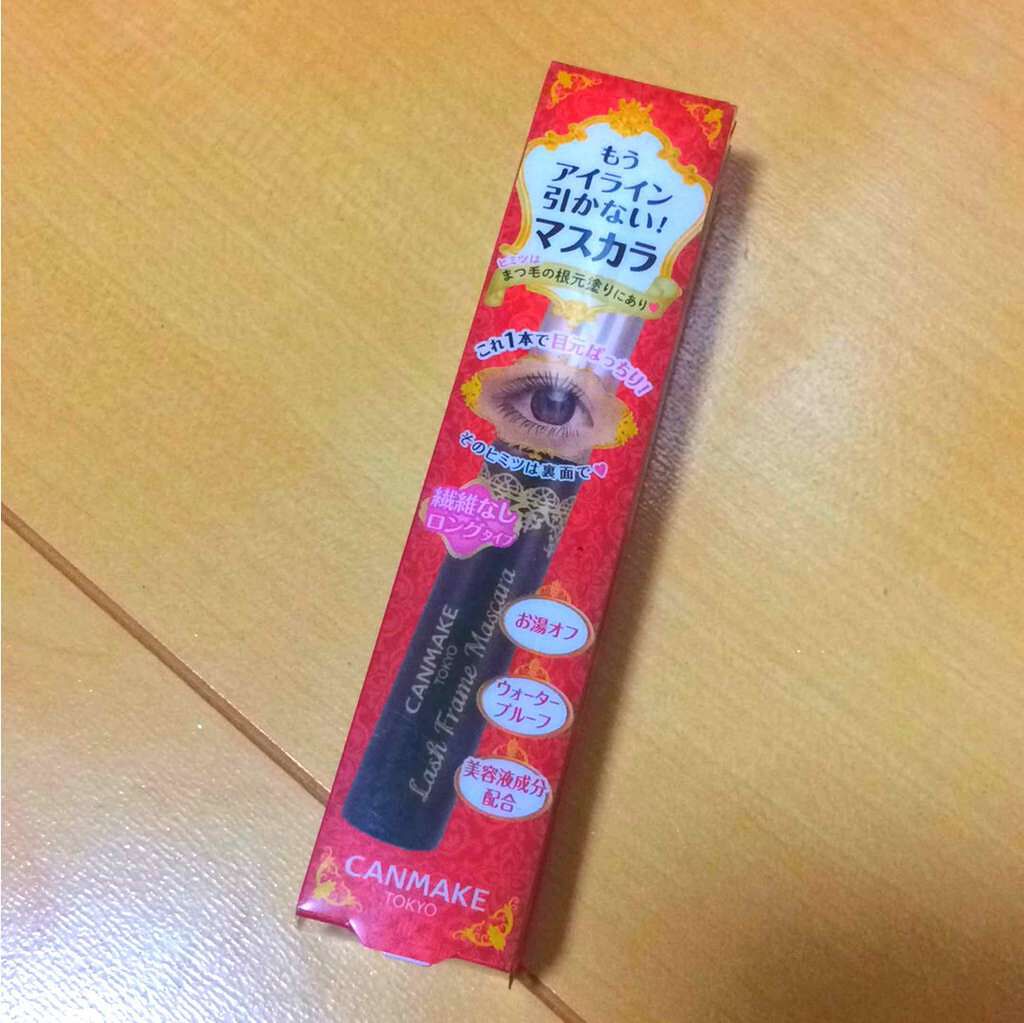 もう
アイライン
引かない!
マスカラ
ヒミツは
まつ毛の根元塗りにあり♥
これ1本で目元ぱっちり!
そのヒミツは裏面で♥
繊維なし
ロングタイプ
CANMAKE
TOKYO
Lash Frame Mascara
お湯オフ
ウォーター
プルーフ
美容液成分
配合
CANMAKE
TOKYO